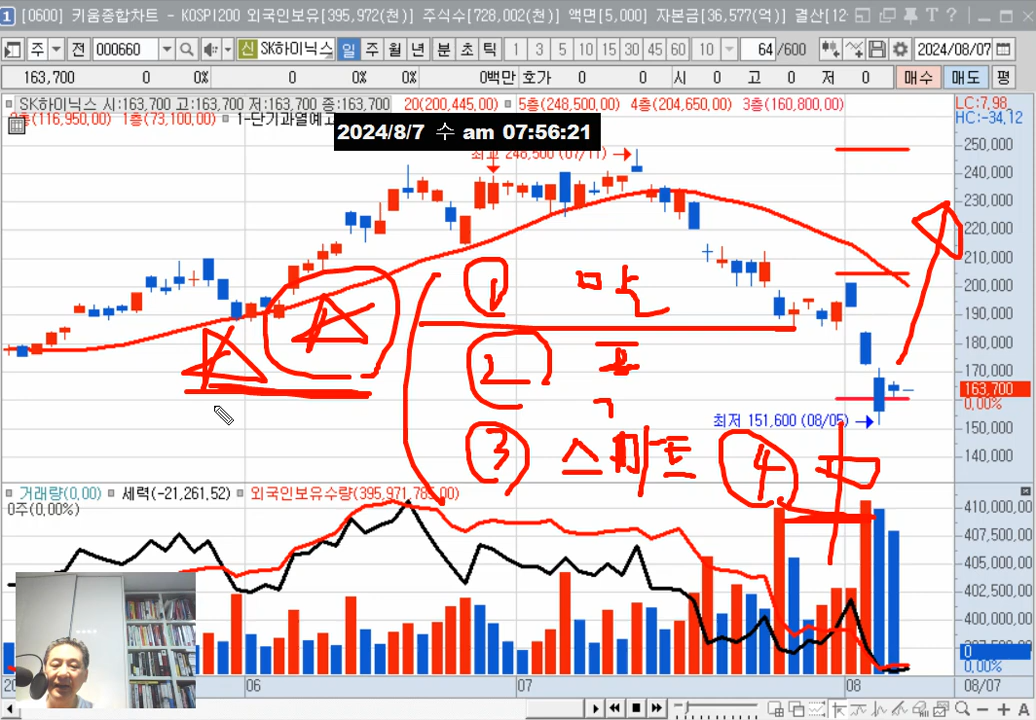 [0600] 키움종합차트 - KOSPI200 외국인보유[395,972(천)] 주식수[728,002(천)] 액면[5,000] 자본금[36,577(억)] 결산[12
주 전 000660 신 SK하이닉스 일 주 월 년 분 초 틱 1 3 5 10 15 30 45 60 10 64 /600 2024/08/07
163,700 0 0% 0 0% 0% 0백만 호가 0 0 시 0 고 0 저 0 매수 매도 평
SK하이닉스 시:163,700 고:163,700 저:163,700 종:163,700 20(200,445.00) 5층(248,500.00) 4층(204,650.00) 3층(160,800.00) LC:7.98
2층(116,950.00) 1층(73,100.00) 1-단기과열예고 HC:-34.12
2024/8/7 수 am 07:56:21
최고 248,500 (07/11)
250,000
240,000
230,000
220,000
210,000
200,000
190,000
180,000
170,000
163,700
0.00%
150,000
140,000
최저 151,600 (08/05)
1
2
3 스마트 4
거래량(0,00) 세력(-21,261.52) 외국인보유수량(395,971,785.00)
0주(0.00%)
410,000.00
407,500.00
405,000.00
402,500.00
400,000.00
0
0.00%
06 07 08 08/07